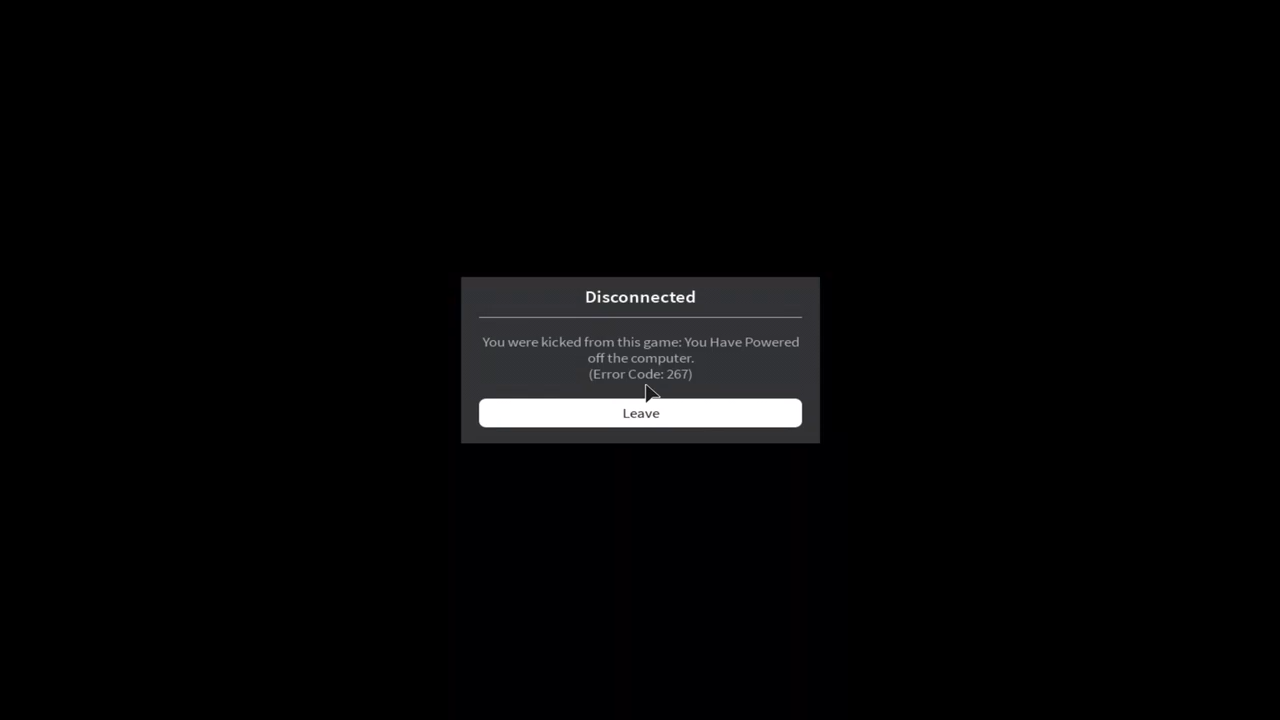 Disconnected
You were kicked from this game: You Have Powered
off the computer.
(Error Code: 267)
Leave